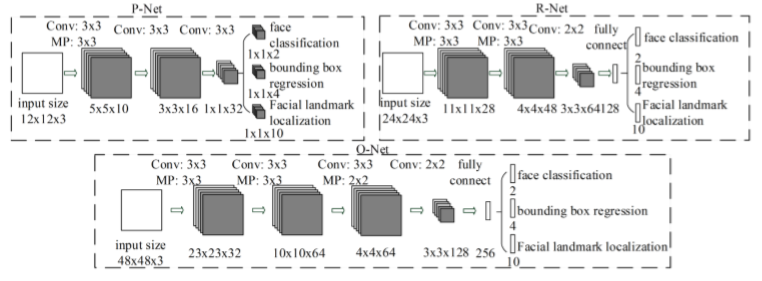 P-Net
Conv: 3x3 Conv: 3x3 Conv: 3x3
MP: 3x3
face
classification
1x1x2
bounding box
regression
1x1x4
Facial landmark
localization
1x1x10
input size
12x12x3
5x5x10 3x3x16 1x1x32
R-Net
Conv: 3x3 Conv: 3x3 Conv: 2x2 fully
MP: 3x3 MP: 3x3 connect
face classification
2
bounding box
regression
4
Facial landmark
localization
10
input size
24x24x3
11x11x28 4x4x48 3x3x64 128
O-Net
Conv: 3x3 Conv: 3x3 Conv: 3x3 Conv: 2x2 fully
MP: 3x3 MP: 3x3 MP: 2x2 connect
face classification
2
bounding box regression
4
Facial landmark localization
10
input size
48x48x3
23x23x32 10x10x64 4x4x64 3x3x128 256